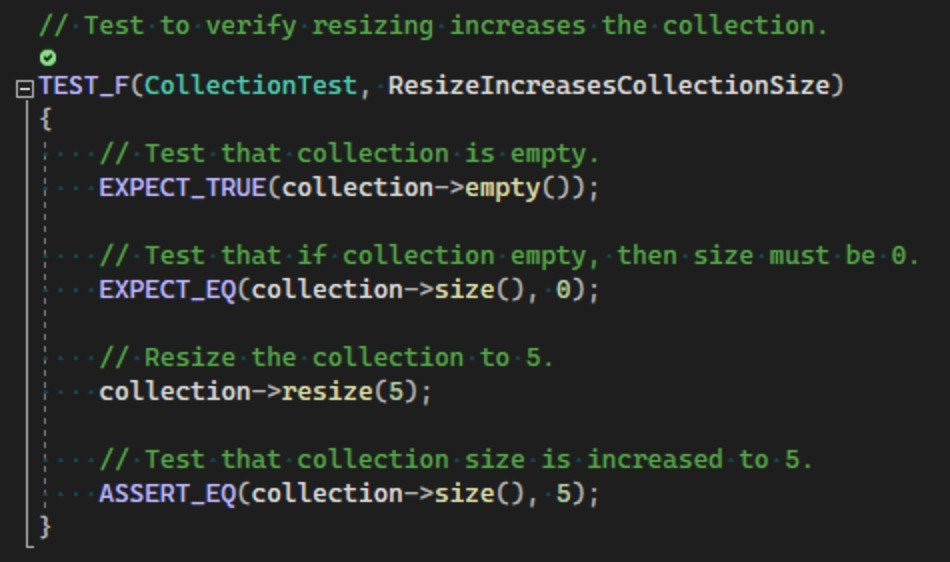 // Test to verify resizing increases the collection.
TEST_F(CollectionTest, ResizeIncreasesCollectionSize)
{
// Test that collection is empty.
EXPECT_TRUE(collection->empty());
// Test that if collection empty, then size must be 0.
EXPECT_EQ(collection->size(), 0);
// Resize the collection to 5.
collection->resize(5);
// Test that collection size is increased to 5.
ASSERT_EQ(collection->size(), 5);
}